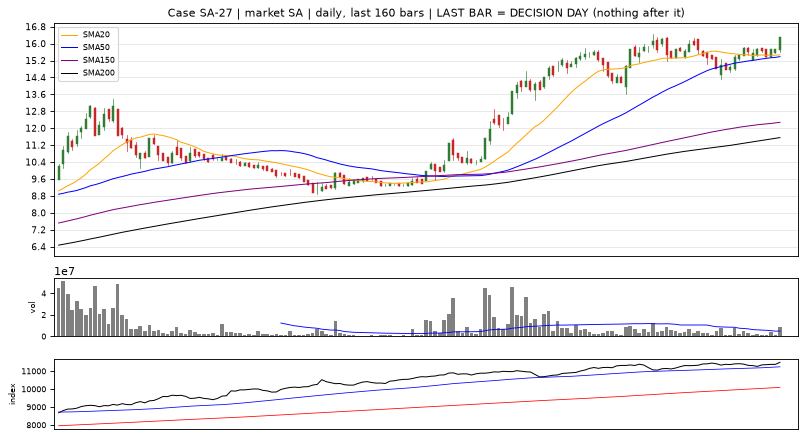 Case SA-27 | market SA | daily, last 160 bars | LAST BAR = DECISION DAY (nothing after it)
16.8
16.0
15.2
14.4
13.6
12.8
12.0
11.2
10.4
9.6
8.8
8.0
7.2
6.4
SMA20
SMA50
SMA150
SMA200
1e7
4
2
0
vol
11000
10000
9000
8000
index